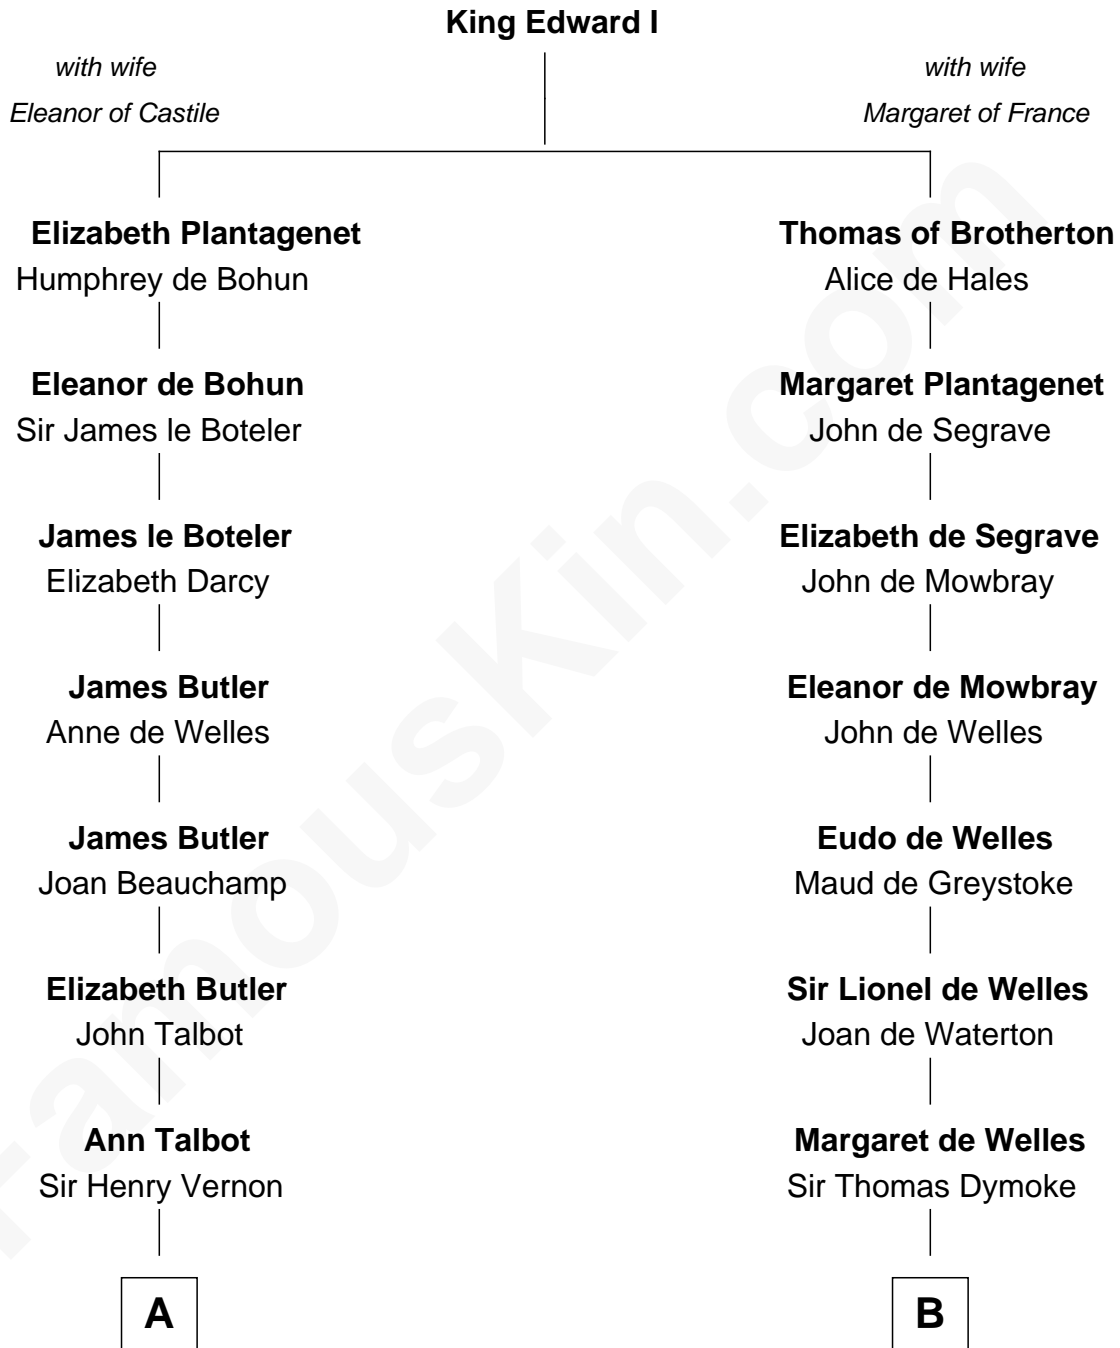 King Edward I
with wife
Eleanor of Castile
with wife
Margaret of France
Elizabeth Plantagenet
Humphrey de Bohun
Thomas of Brotherton
Alice de Hales
Eleanor de Bohun
Sir James le Boteler
Margaret Plantagenet
John de Segrave
James le Boteler
Elizabeth Darcy
Elizabeth de Segrave
John de Mowbray
James Butler
Anne de Welles
Eleanor de Mowbray
John de Welles
James Butler
Joan Beauchamp
Eudo de Welles
Maud de Greystoke
Elizabeth Butler
John Talbot
Sir Lionel de Welles
Joan de Waterton
Ann Talbot
Sir Henry Vernon
Margaret de Welles
Sir Thomas Dymoke
A
B
FamousKin.com